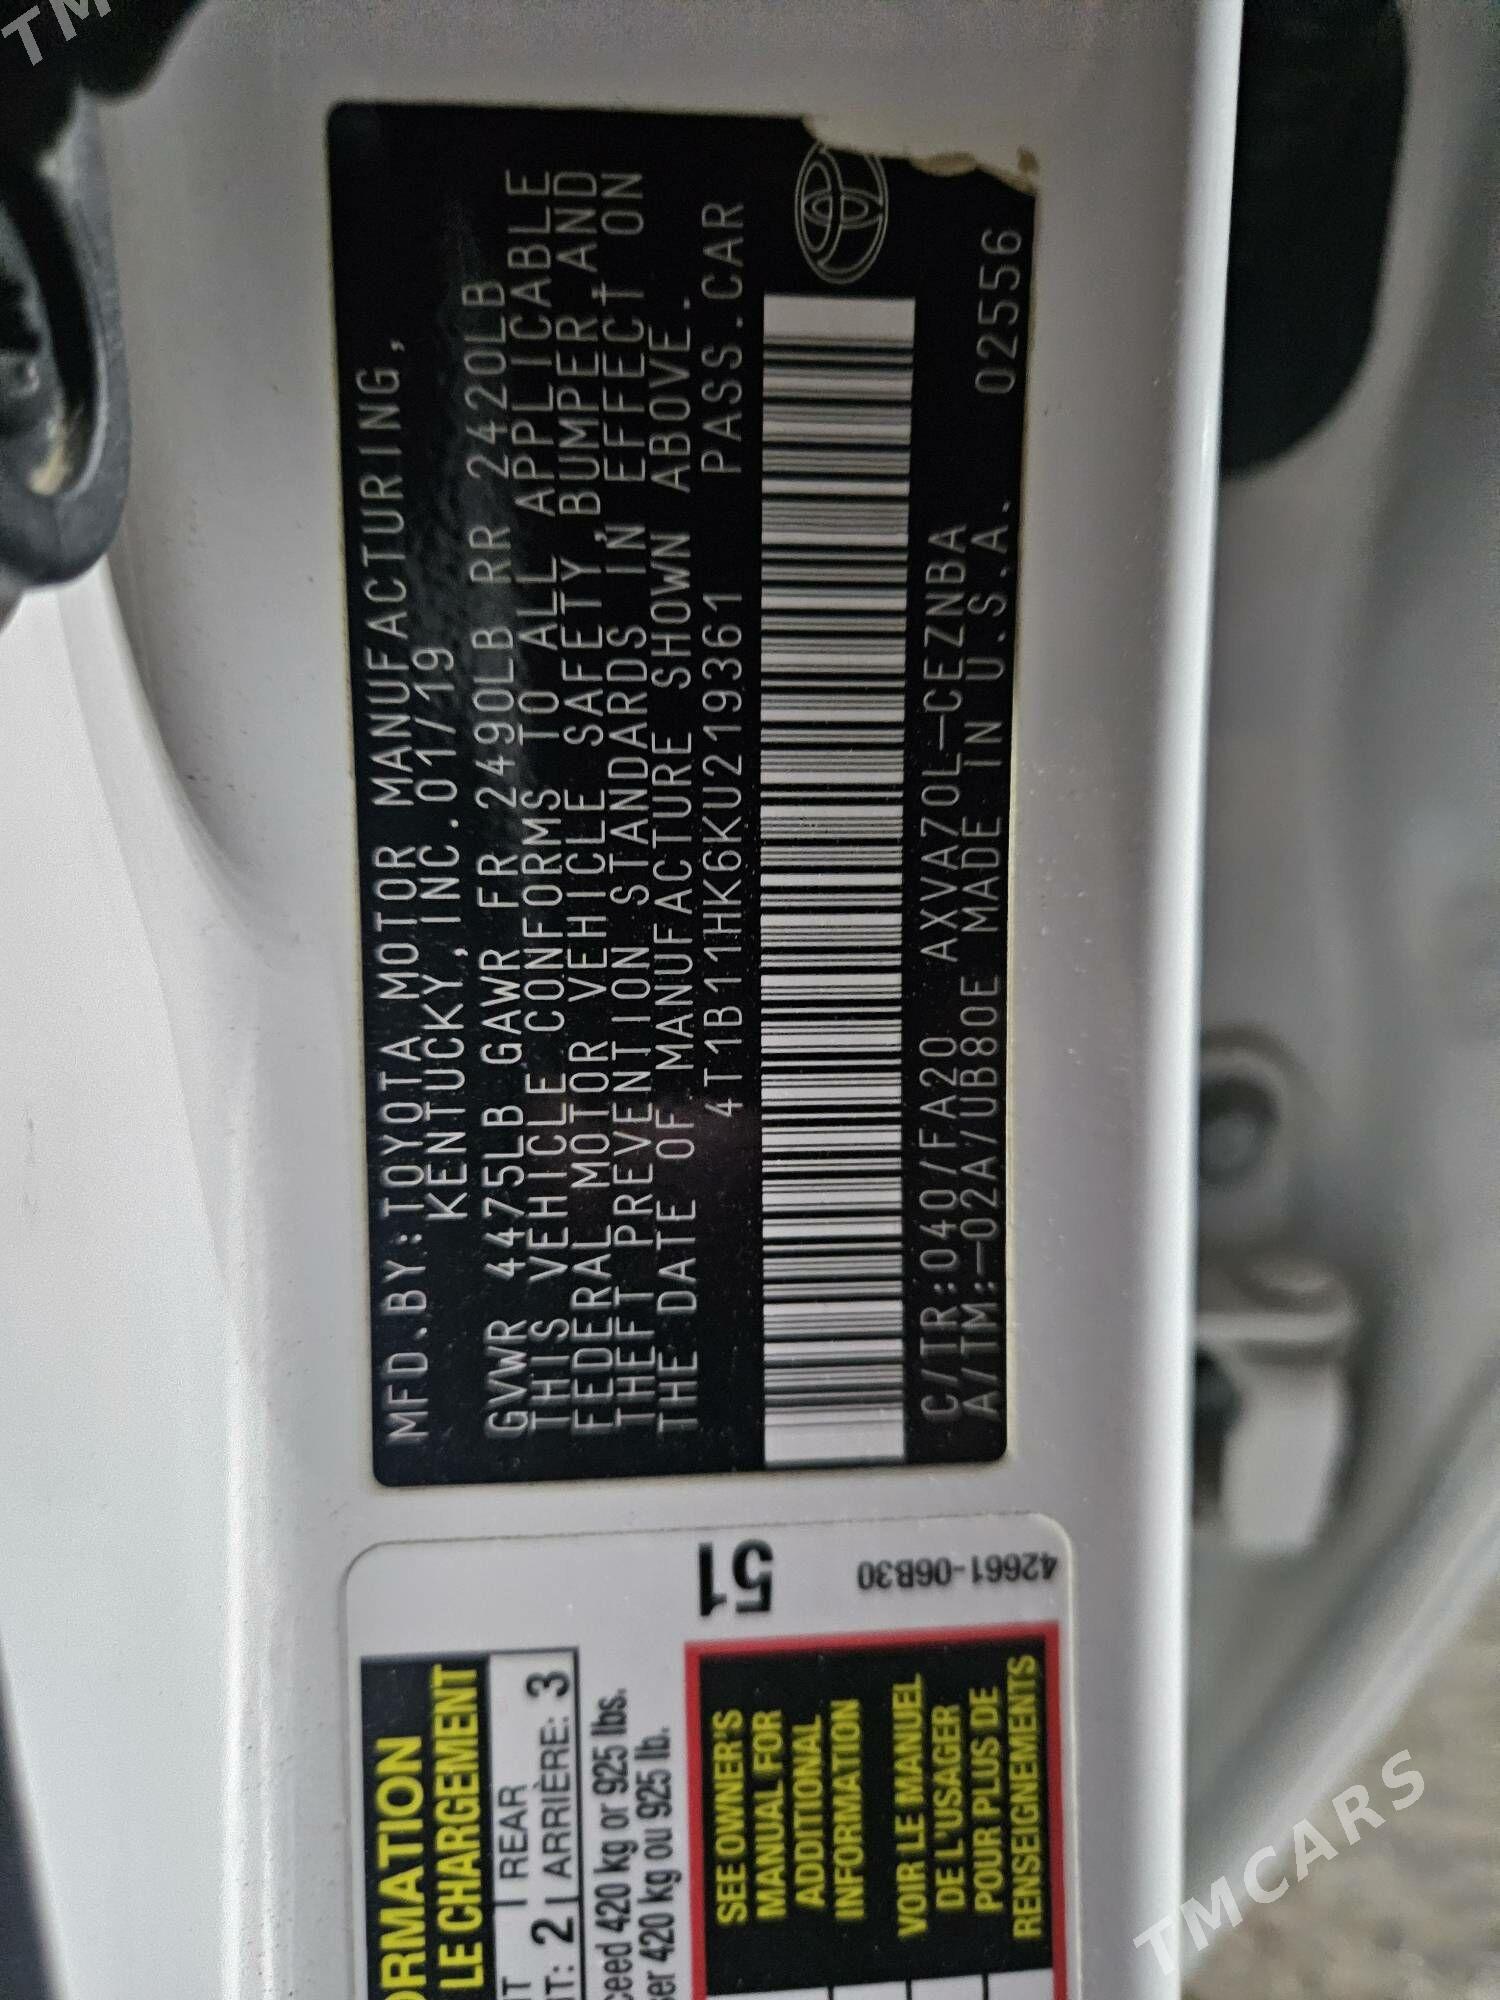 MFD.BY:TOYOTA MOTOR MANUFACTURING,
KENTUCKY,INC.01/19
GVWR 4475LB GAWR FR 2490LB RR 2420LB
THIS VEHICLE CONFORMS TO ALL APPLICABLE
FEDERAL MOTOR VEHICLE SAFETY,BUMPER,AND
THEFT PREVENTION STANDARDS IN EFFECT ON
THE DATE OF MANUFACTURE SHOWN ABOVE.
4T1B11HK6KU219361 PASS.CAR
C/TR:040/FA20 AXVA70L-CEZNBA
A/TM:-02A/UB80E MADE IN U.S.A. 02556
51
42661-06B30
LE CHARGEMENT
REAR
2 ARRIÈRE: 3
420 kg or 925 lbs.
420 kg ou 925 lb.
SEE OWNER'S
MANUAL FOR
ADDITIONAL
INFORMATION
VOIR LE MANUEL
DE L'USAGER
POUR PLUS DE
RENSEIGNEMENTS
TMCARS